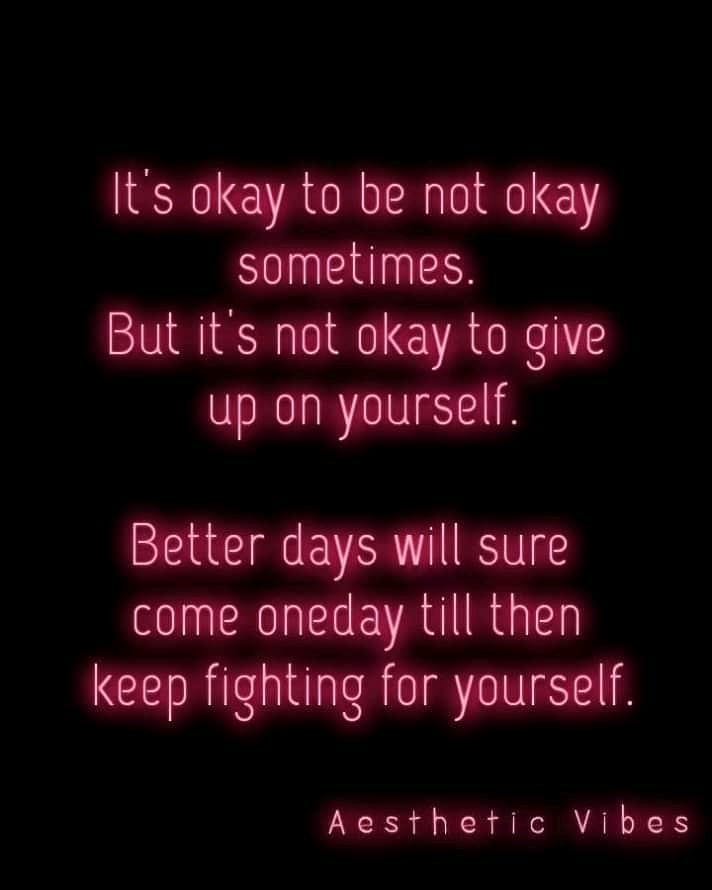 It's okay to be not okay
sometimes.
But it's not okay to give
up on yourself.
Better days will sure
come oneday till then
keep fighting for yourself.
Aesthetic Vibes